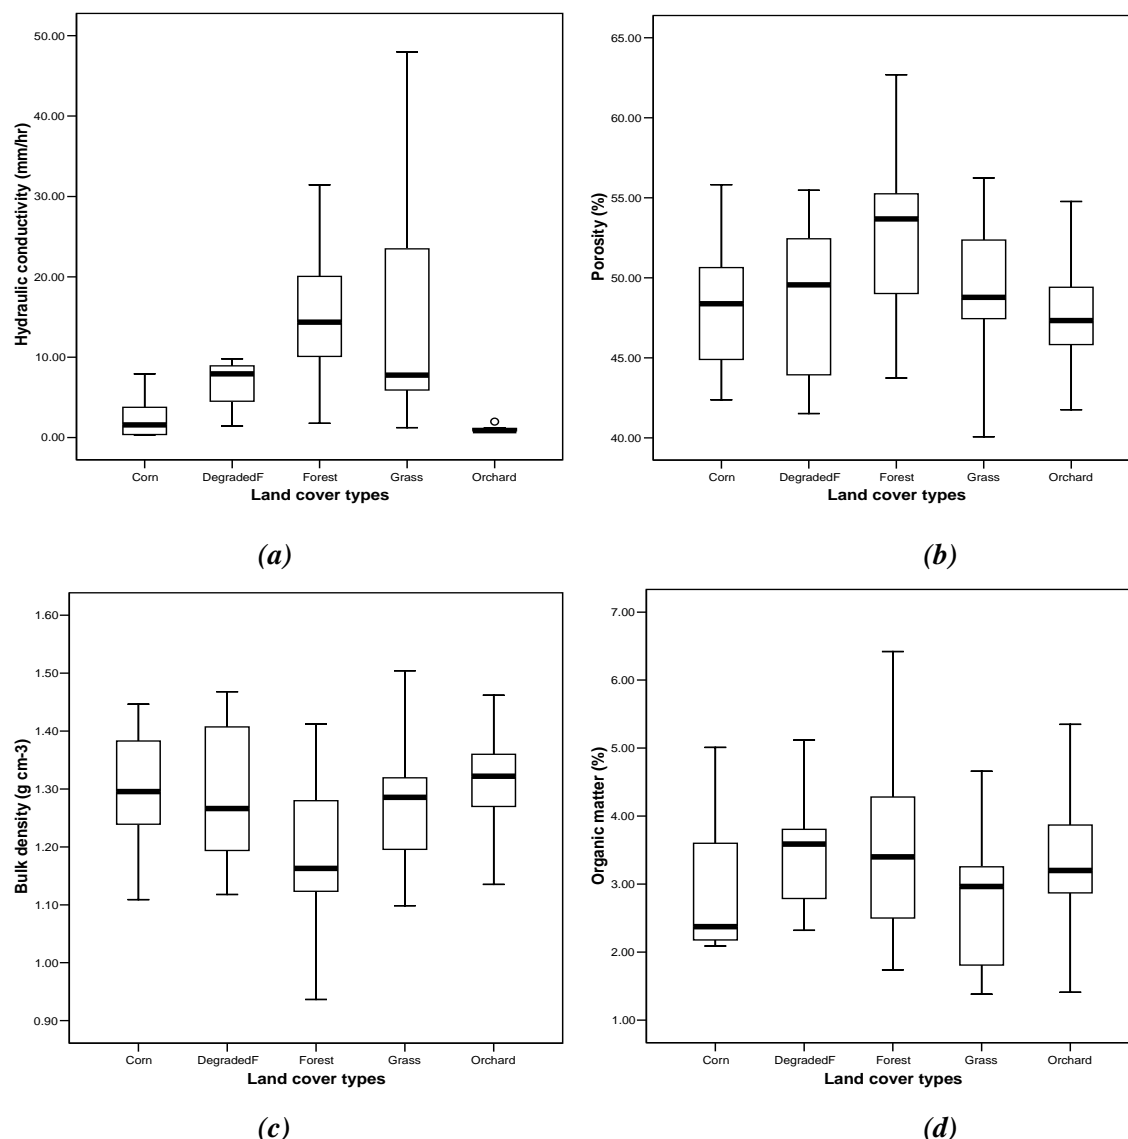 50.00
40.00
30.00
20.00
10.00
0.00
Hydraulic conductivity (mm/hr)
Corn DegradedF Forest Grass Orchard
Land cover types
(a)
65.00
60.00
55.00
50.00
45.00
40.00
Porosity (%)
Corn DegradedF Forest Grass Orchard
Land cover types
(b)
1.60
1.50
1.40
1.30
1.20
1.10
1.00
0.90
Bulk density (g cm-3)
Corn DegradedF Forest Grass Orchard
Land cover types
(c)
7.00
6.00
5.00
4.00
3.00
2.00
1.00
Organic matter (%)
Corn DegradedF Forest Grass Orchard
Land cover types
(d)